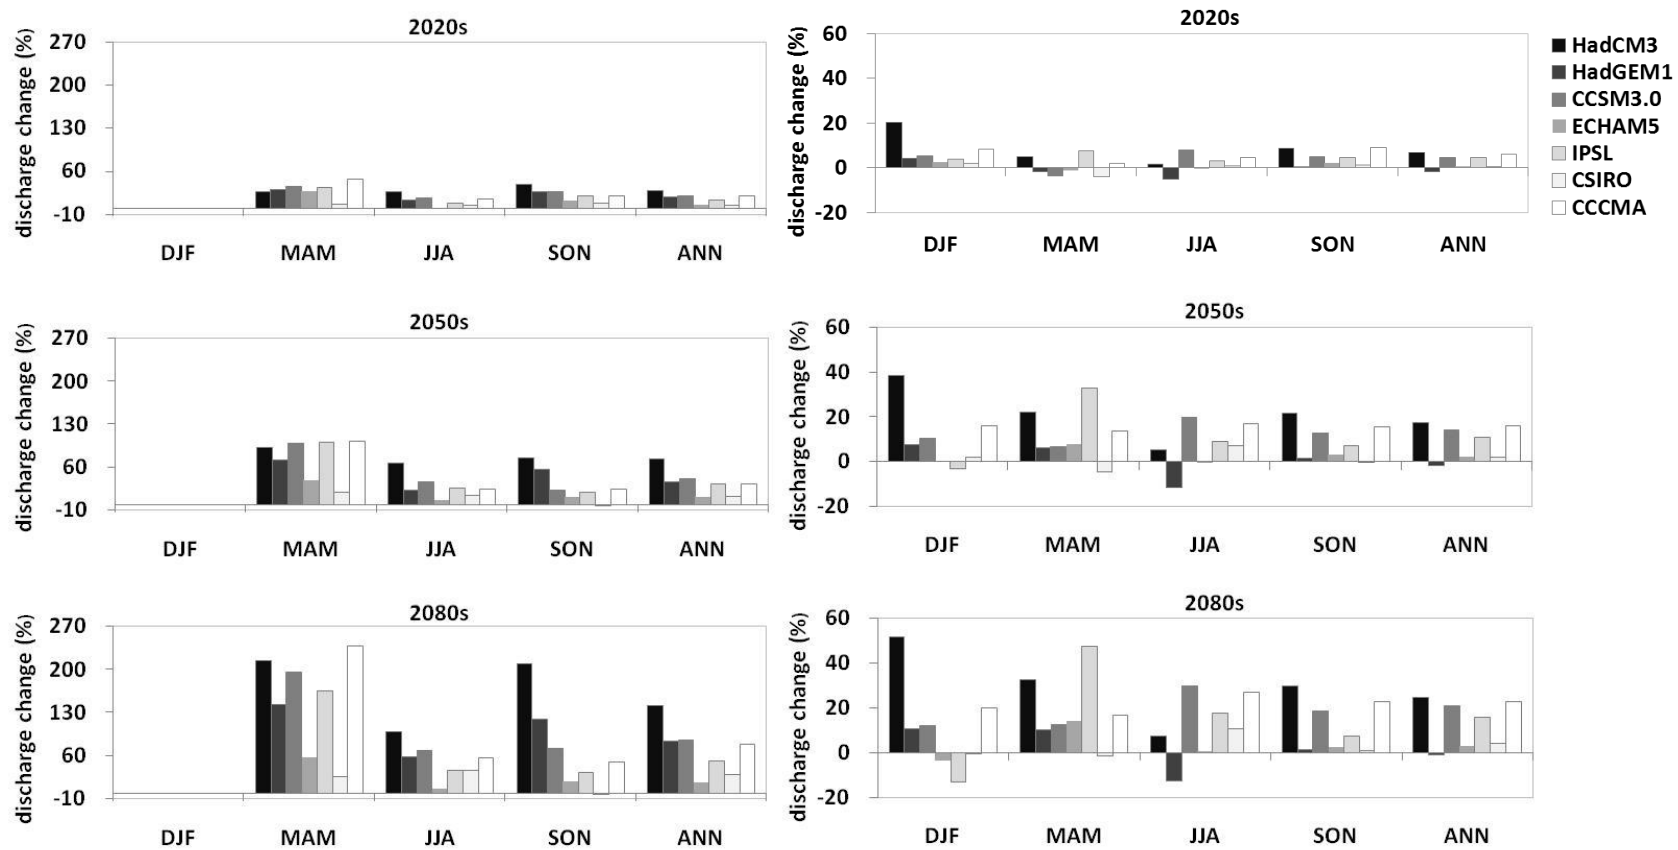 2020s
discharge change (%)
270
200
130
60
-10
DJF MAM JJA SON ANN
2020s
discharge change (%)
60
40
20
0
-20
DJF MAM JJA SON ANN
HadCM3
HadGEM1
CCSM3.0
ECHAM5
IPSL
CSIRO
CCCMA
2050s
discharge change (%)
270
200
130
60
-10
DJF MAM JJA SON ANN
2050s
discharge change (%)
60
40
20
0
-20
DJF MAM JJA SON ANN
2080s
discharge change (%)
270
200
130
60
-10
DJF MAM JJA SON ANN
2080s
discharge change (%)
60
40
20
0
-20
DJF MAM JJA SON ANN